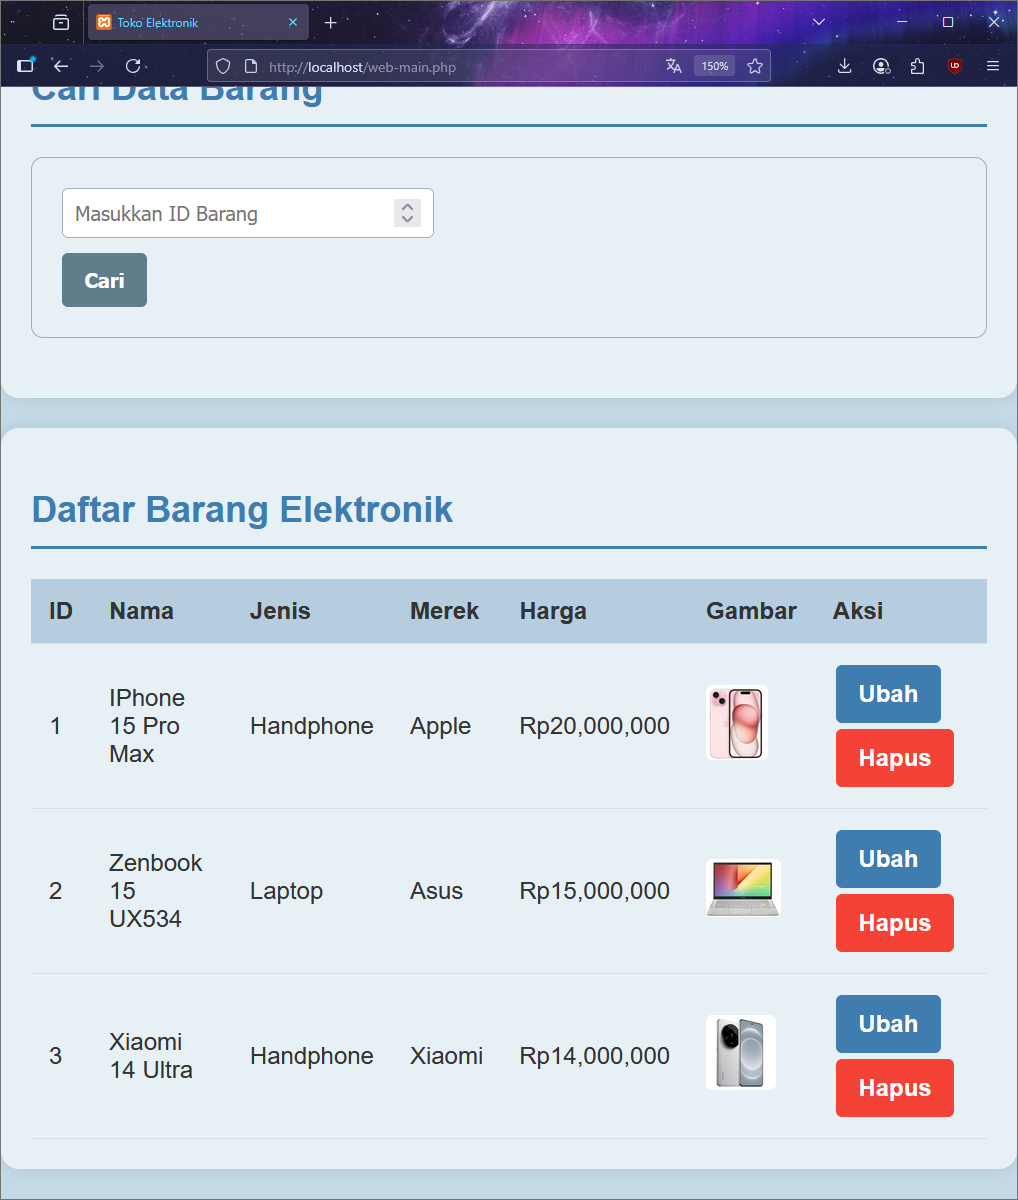 Toko Elektronik
http://localhost/web-main.php
150%
Cari Data Barang
Masukkan ID Barang
Cari
Daftar Barang Elektronik
ID Nama Jenis Merek Harga Gambar Aksi
1 IPhone 15 Pro Max Handphone Apple Rp20,000,000 Ubah Hapus
2 Zenbook 15 UX534 Laptop Asus Rp15,000,000 Ubah Hapus
3 Xiaomi 14 Ultra Handphone Xiaomi Rp14,000,000 Ubah Hapus